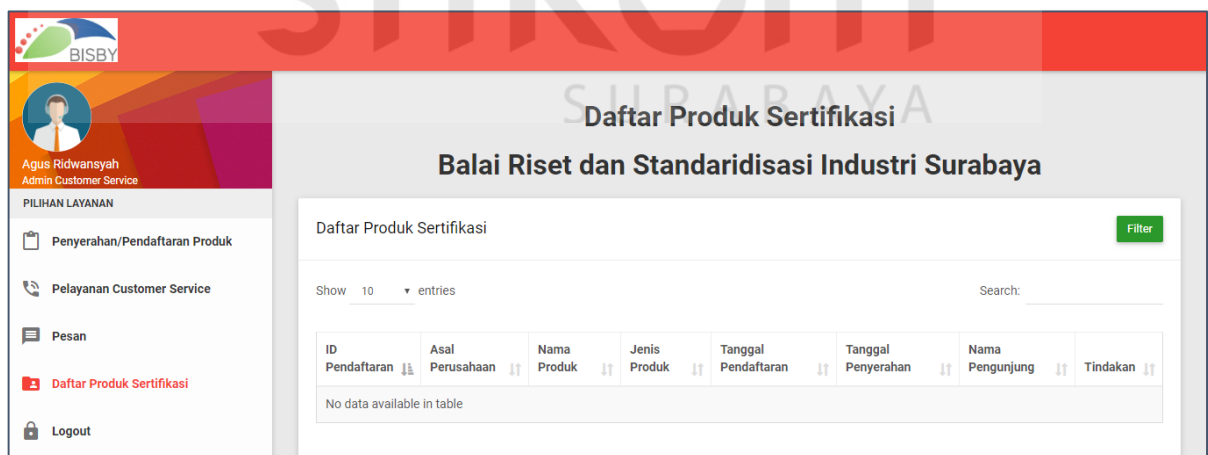 STIKOM
SURABAYA
BISBY
Agus Ridwansyah
Admin Customer Service
PILIHAN LAYANAN
Penyerahan/Pendaftaran Produk
Pelayanan Customer Service
Pesan
Daftar Produk Sertifikasi
Logout
Daftar Produk Sertifikasi
Balai Riset dan Standaridisasi Industri Surabaya
Daftar Produk Sertifikasi
Filter
Show 10 entries
Search:
ID Pendaftaran
Asal Perusahaan
Nama Produk
Jenis Produk
Tanggal Pendaftaran
Tanggal Penyerahan
Nama Pengunjung
Tindakan
No data available in table